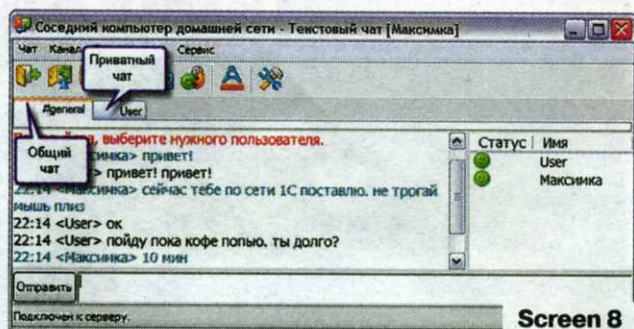 Соседний компьютер домашней сети - Текстовый чат [Максимка]
Чат Сервис
Приватный
чат
#general User
Общий
чат
выберите нужного пользователя.
привет!
> привет! привет!
22:14 <Максимка> сейчас тебе по сети 1С поставлю. не трогай
мышь плиз
22:14 <User> ок
22:14 <User> пойду пока кофе попью. ты долго?
22:14 <Максимка> 10 мин
Статус Имя
User
Максимка
Отправить
Подключен к серверу.
Screen 8